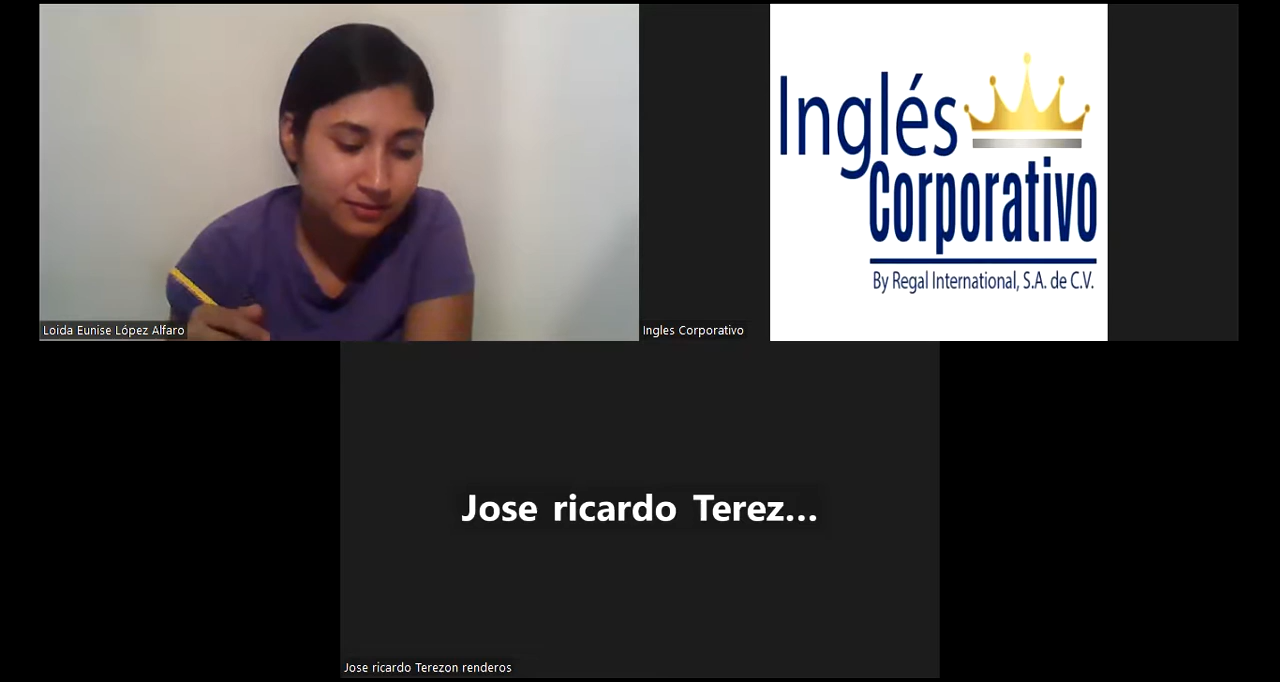 Inglés
Corporativo
By Regal International, S.A. de C.V.
Loida Eunise López Alfaro
Ingles Corporativo
Jose ricardo Terez...
Jose ricardo Terezon renderos